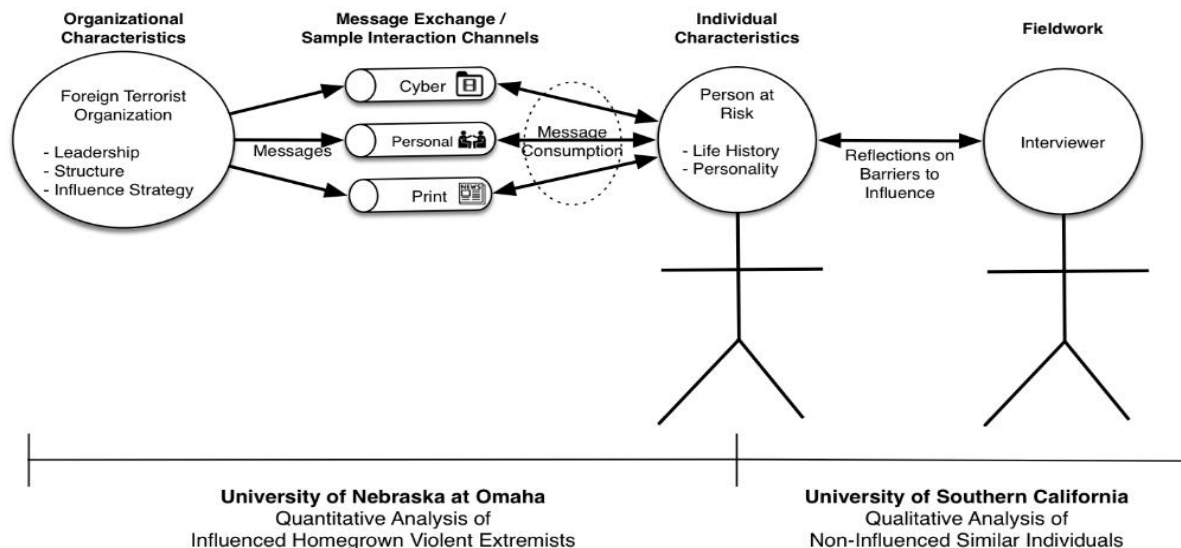 Organizational
Characteristics
Message Exchange /
Sample Interaction Channels
Individual
Characteristics
Fieldwork
Foreign Terrorist
Organization
- Leadership
- Structure
- Influence Strategy
Messages
Cyber
Personal
Print
NEWS
Message
Consumption
Person at
Risk
- Life History
- Personality
Reflections on
Barriers to
Influence
Interviewer
University of Nebraska at Omaha
Quantitative Analysis of
Influenced Homegrown Violent Extremists
University of Southern California
Qualitative Analysis of
Non-Influenced Similar Individuals